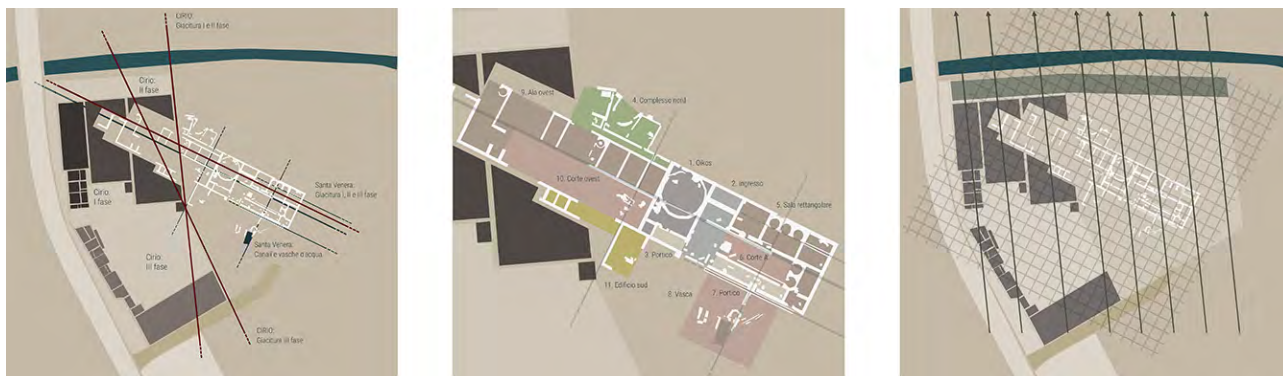 CIRIO:
Giacitura I e II fase
Cirio:
II fase
Cirio:
I fase
Santa Venera:
Giacitura I, II e III fase
Santa Venera:
Canali e vasche d'acqua
Cirio:
III fase
CIRIO:
Giacitura III fase
9. Ala ovest
4. Complesso nord
1. Oikos
2. Ingresso
5. Sala rettangolare
10. Corte ovest
3. Portico
6. Corte
11. Edificio sud
8. Vasca
7. Portico